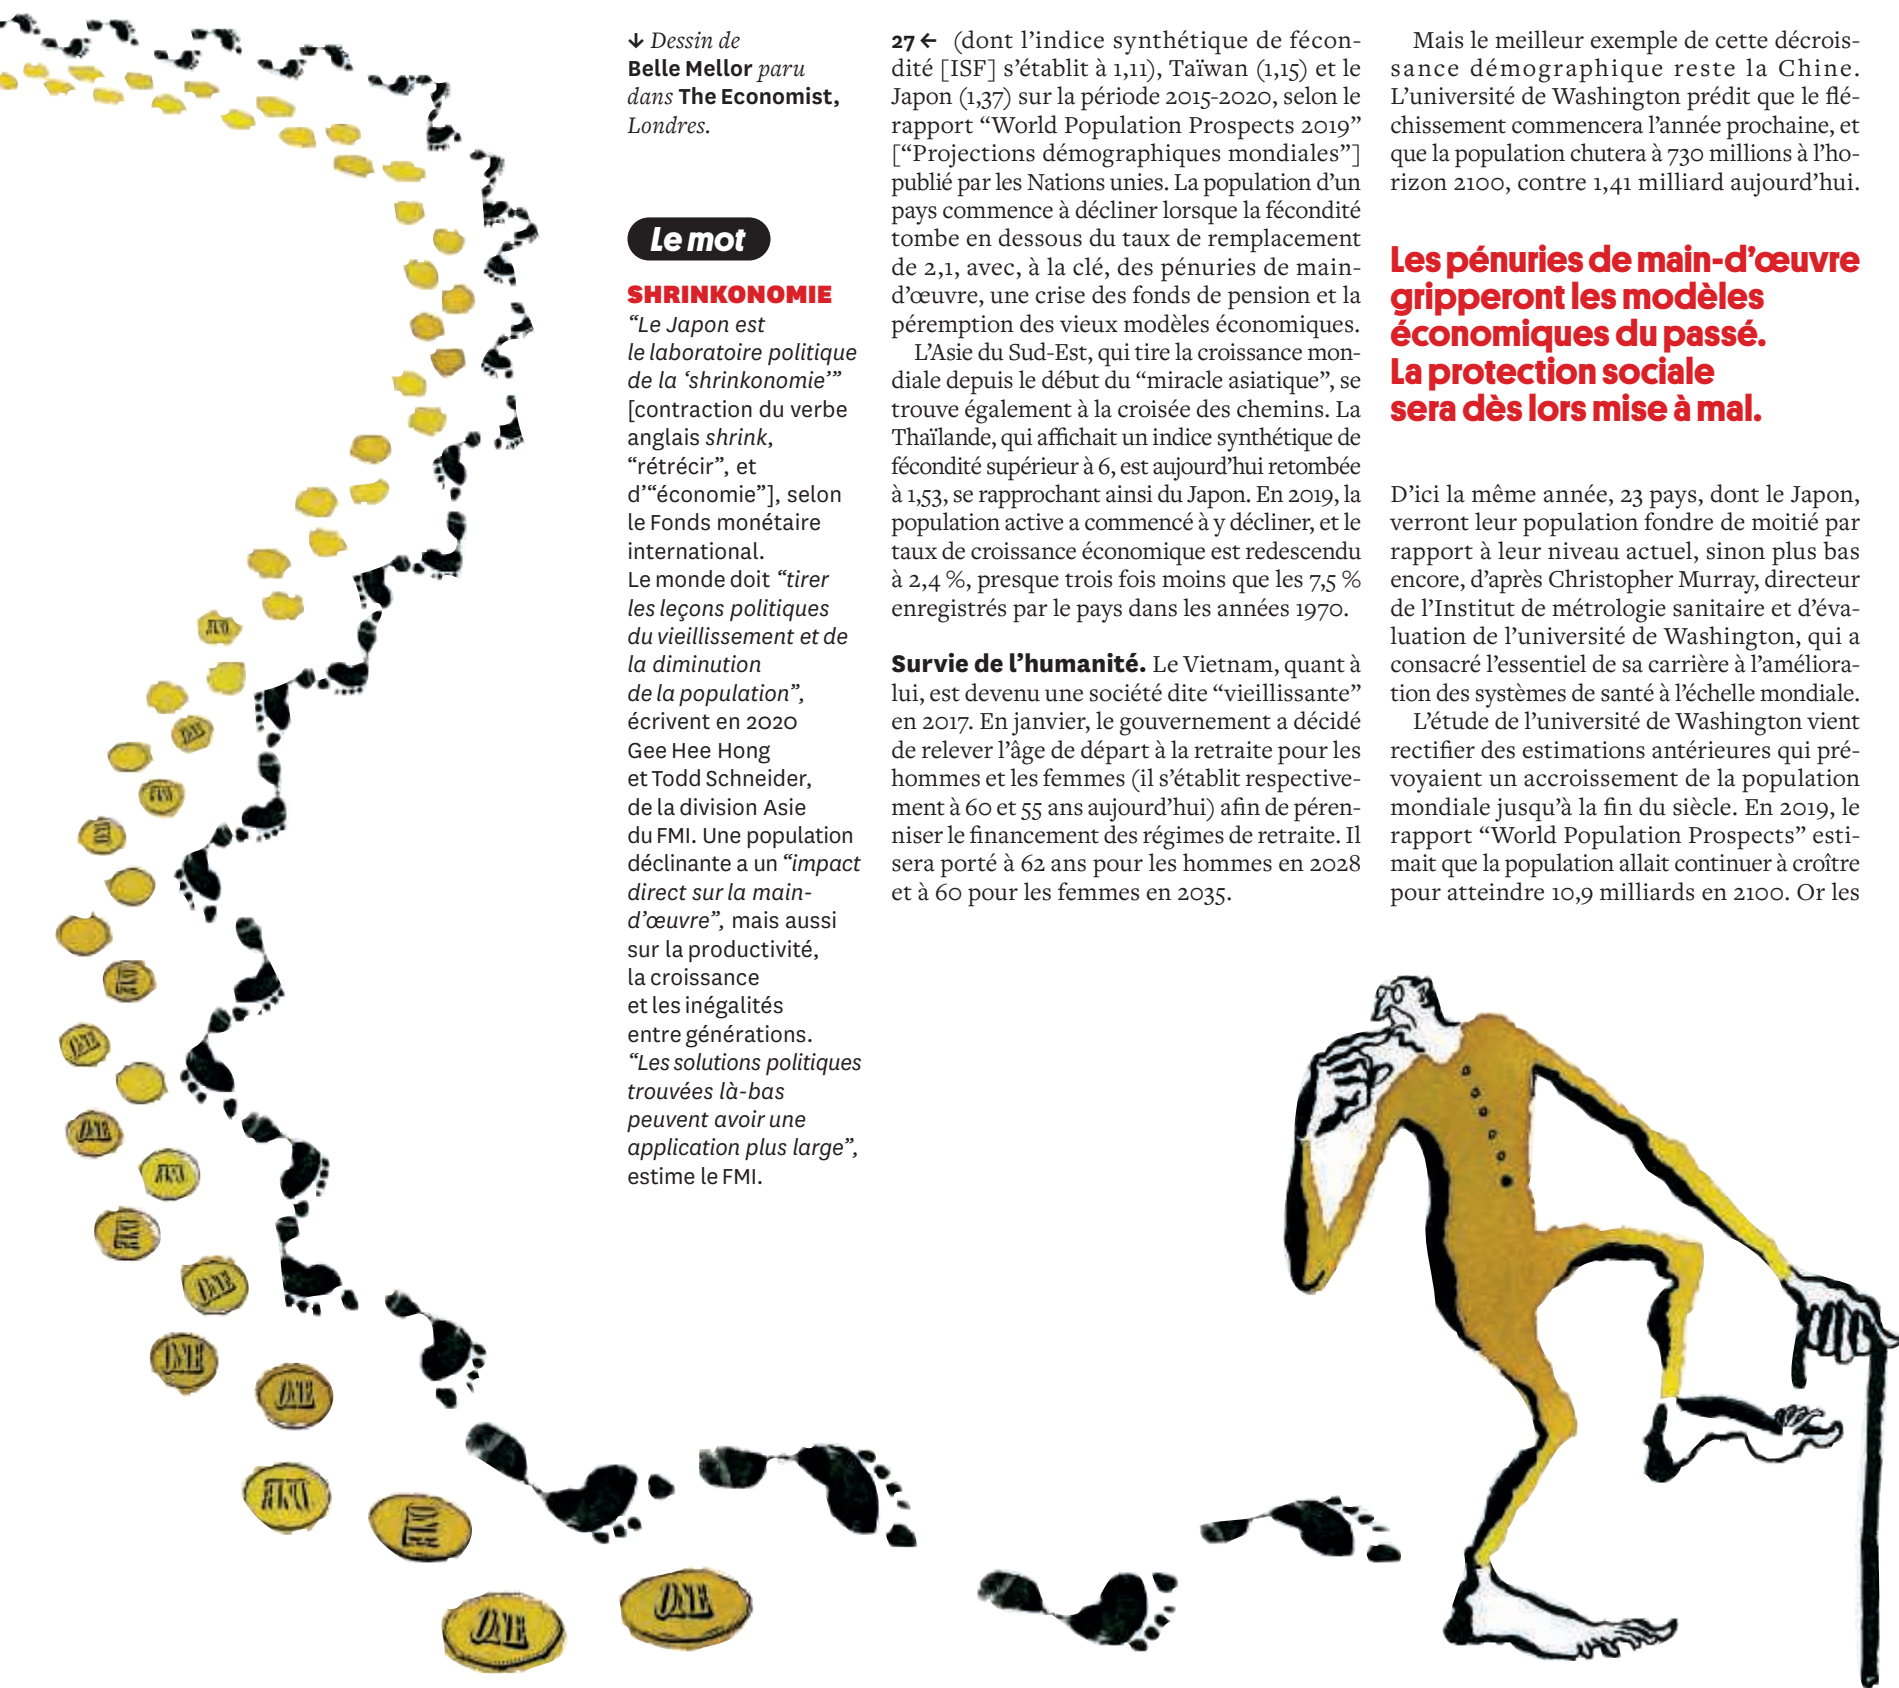 ↓ Dessin de
Belle Mellor paru
dans The Economist,
Londres.
Le mot
SHRINKONOMIE
“Le Japon est
le laboratoire politique
de la ‘shrinkonomie’”
[contraction du verbe
anglais shrink,
“rétrécir”, et
d’“économie”], selon
le Fonds monétaire
international.
Le monde doit “tirer
les leçons politiques
du vieillissement et de
la diminution
de la population”,
écrivent en 2020
Gee Hee Hong
et Todd Schneider,
de la division Asie
du FMI. Une population
déclinante a un “impact
direct sur la main-
d’œuvre”, mais aussi
sur la productivité,
la croissance
et les inégalités
entre générations.
“Les solutions politiques
trouvées là-bas
peuvent avoir une
application plus large”,
estime le FMI.
27 ← (dont l’indice synthétique de fécon-
dité [ISF] s’établit à 1,11), Taïwan (1,15) et le
Japon (1,37) sur la période 2015-2020, selon le
rapport “World Population Prospects 2019”
[“Projections démographiques mondiales”]
publié par les Nations unies. La population d’un
pays commence à décliner lorsque la fécondité
tombe en dessous du taux de remplacement
de 2,1, avec, à la clé, des pénuries de main-
d’œuvre, une crise des fonds de pension et la
péremption des vieux modèles économiques.
L’Asie du Sud-Est, qui tire la croissance mon-
diale depuis le début du “miracle asiatique”, se
trouve également à la croisée des chemins. La
Thaïlande, qui affichait un indice synthétique de
fécondité supérieur à 6, est aujourd’hui retombée
à 1,53, se rapprochant ainsi du Japon. En 2019, la
population active a commencé à y décliner, et le
taux de croissance économique est redescendu
à 2,4 %, presque trois fois moins que les 7,5 %
enregistrés par le pays dans les années 1970.
Survie de l’humanité. Le Vietnam, quant à
lui, est devenu une société dite “vieillissante”
en 2017. En janvier, le gouvernement a décidé
de relever l’âge de départ à la retraite pour les
hommes et les femmes (il s’établit respective-
ment à 60 et 55 ans aujourd’hui) afin de péren-
niser le financement des régimes de retraite. Il
sera porté à 62 ans pour les hommes en 2028
et à 60 pour les femmes en 2035.
Mais le meilleur exemple de cette décrois-
sance démographique reste la Chine.
L’université de Washington prédit que le flé-
chissement commencera l’année prochaine, et
que la population chutera à 730 millions à l’ho-
rizon 2100, contre 1,41 milliard aujourd’hui.
Les pénuries de main-d’œuvre
gripperont les modèles
économiques du passé.
La protection sociale
sera dès lors mise à mal.
D’ici la même année, 23 pays, dont le Japon,
verront leur population fondre de moitié par
rapport à leur niveau actuel, sinon plus bas
encore, d’après Christopher Murray, directeur
de l’Institut de métrologie sanitaire et d’éva-
luation de l’université de Washington, qui a
consacré l’essentiel de sa carrière à l’améliora-
tion des systèmes de santé à l’échelle mondiale.
L’étude de l’université de Washington vient
rectifier des estimations antérieures qui pré-
voyaient un accroissement de la population
mondiale jusqu’à la fin du siècle. En 2019, le
rapport “World Population Prospects” esti-
mait que la population allait continuer à croître
pour atteindre 10,9 milliards en 2100. Or les
ONE
ONE
ONE
ONE